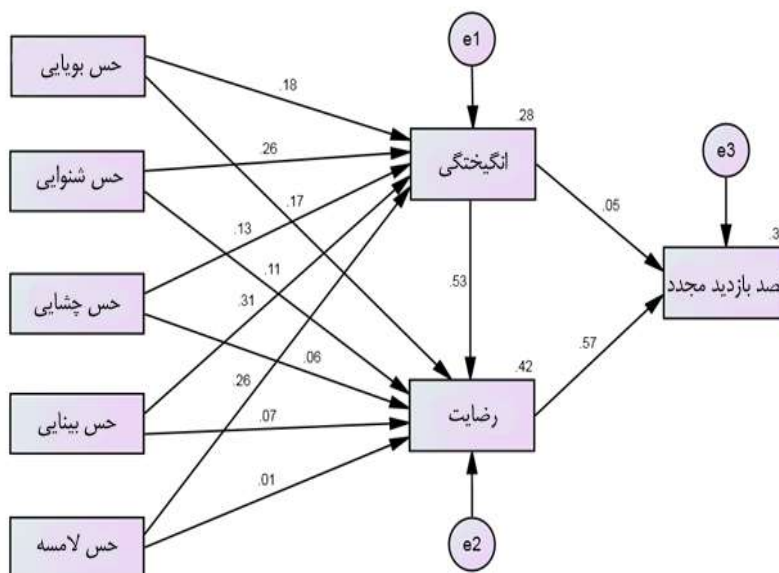 e1
حس بویایی
.18
.28
انگیختگی
e3
.26
حس شنوایی
.17
.05
.13
.3
صد بازدید مجدد
.11
.53
حس چشایی
.31
.06
.57
.26
.42
رضایت
حس بینایی
.07
.01
حس لامسه
e2